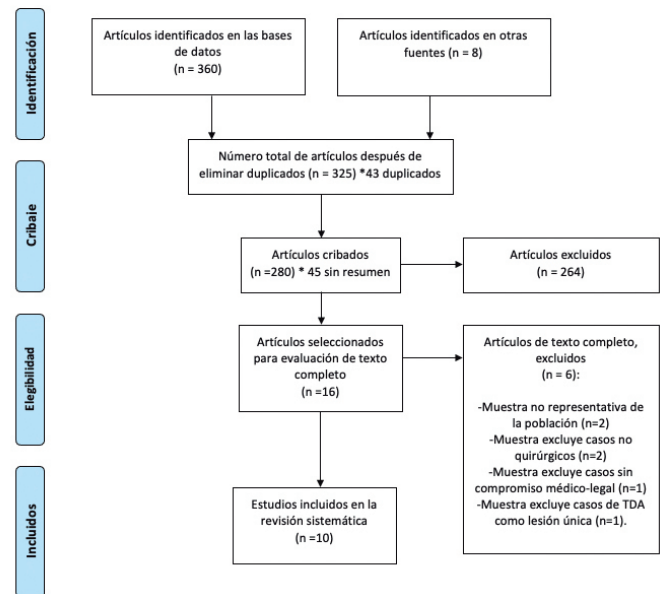 Identificación
Artículos identificados en las bases
de datos
(n = 360)
Artículos identificados en otras
fuentes (n = 8)
Número total de artículos después de
eliminar duplicados (n = 325) *43 duplicados
Cribaje
Artículos cribados
(n =280) * 45 sin resumen
Artículos excluidos
(n = 264)
Elegibilidad
Artículos seleccionados
para evaluación de texto
completo
(n =16)
Artículos de texto completo,
excluidos
(n = 6):
-Muestra no representativa de
la población (n=2)
-Muestra excluye casos no
quirúrgicos (n=2)
-Muestra excluye casos sin
compromiso médico-legal (n=1)
-Muestra excluye casos de TDA
como lesión única (n=1).
Incluidos
Estudios incluidos en la
revisión sistemática
(n =10)